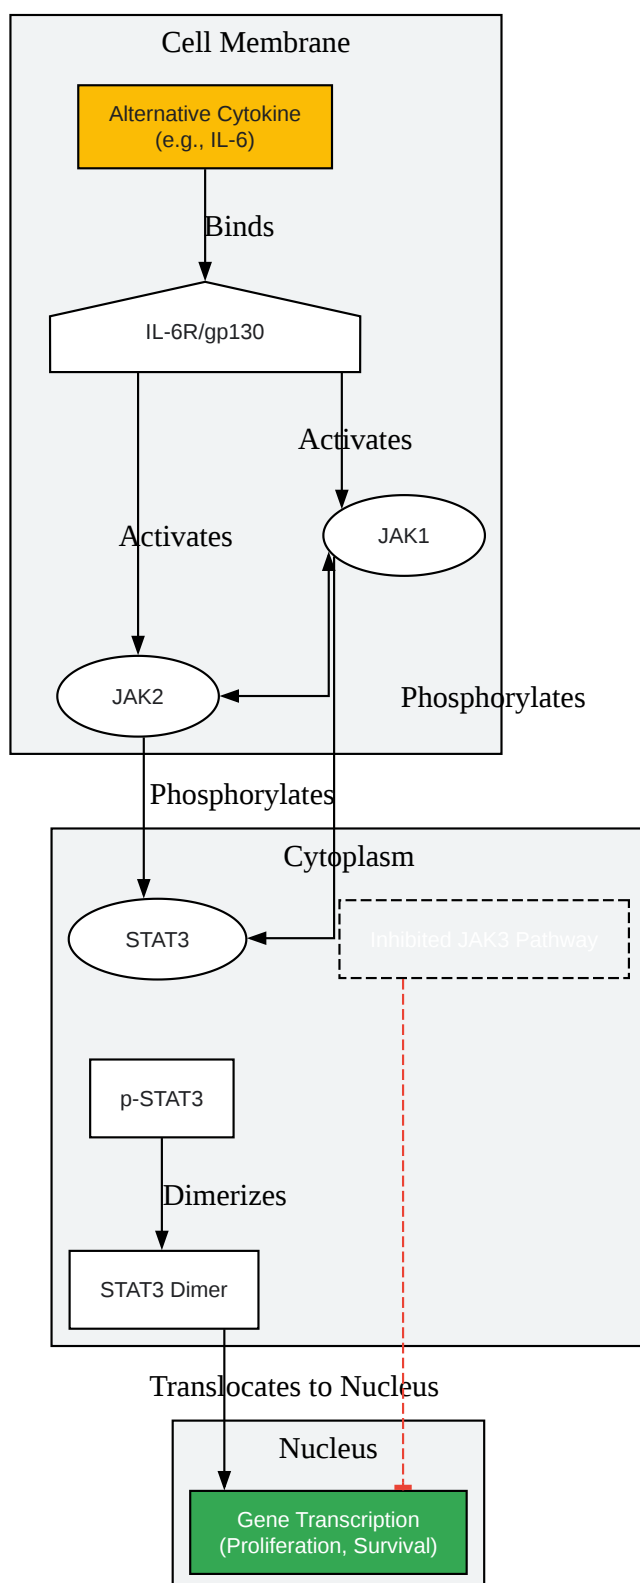 Cell Membrane
Alternative Cytokine
(e.g., IL-6)
Binds
IL-6R/gp130
Activates
JAK1
Activates
JAK2
Phosphorylates
Phosphorylates
Cytoplasm
STAT3
Inhibited JAK3 Pathway
p-STAT3
Dimerizes
STAT3 Dimer
Translocates to Nucleus
Nucleus
Gene Transcription
(Proliferation, Survival)